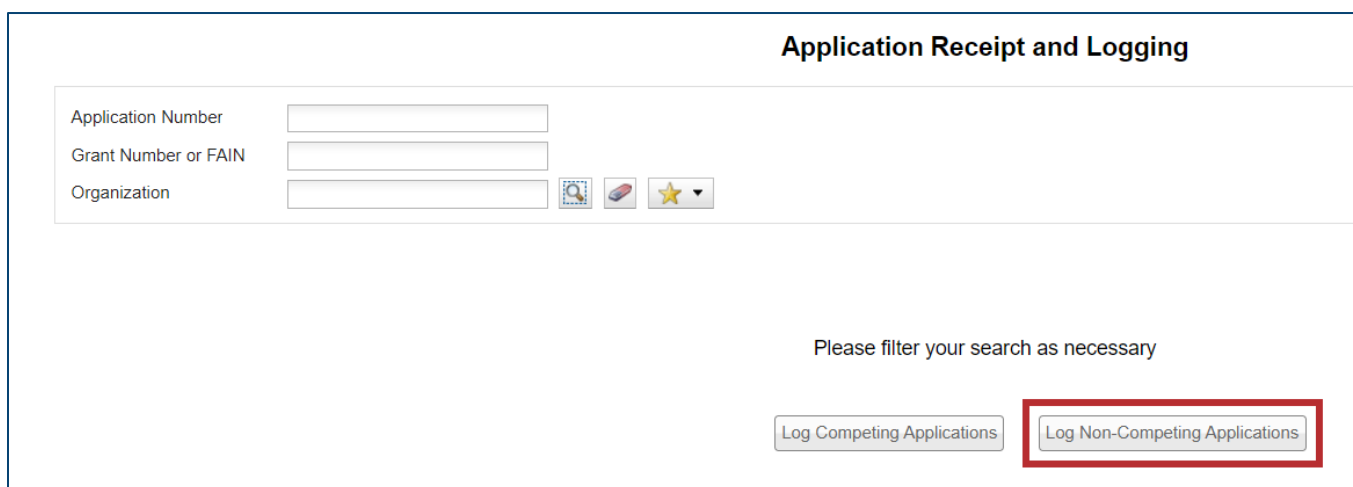 Application Receipt and Logging
Application Number
Grant Number or FAIN
Organization
Please filter your search as necessary
Log Competing Applications Log Non-Competing Applications